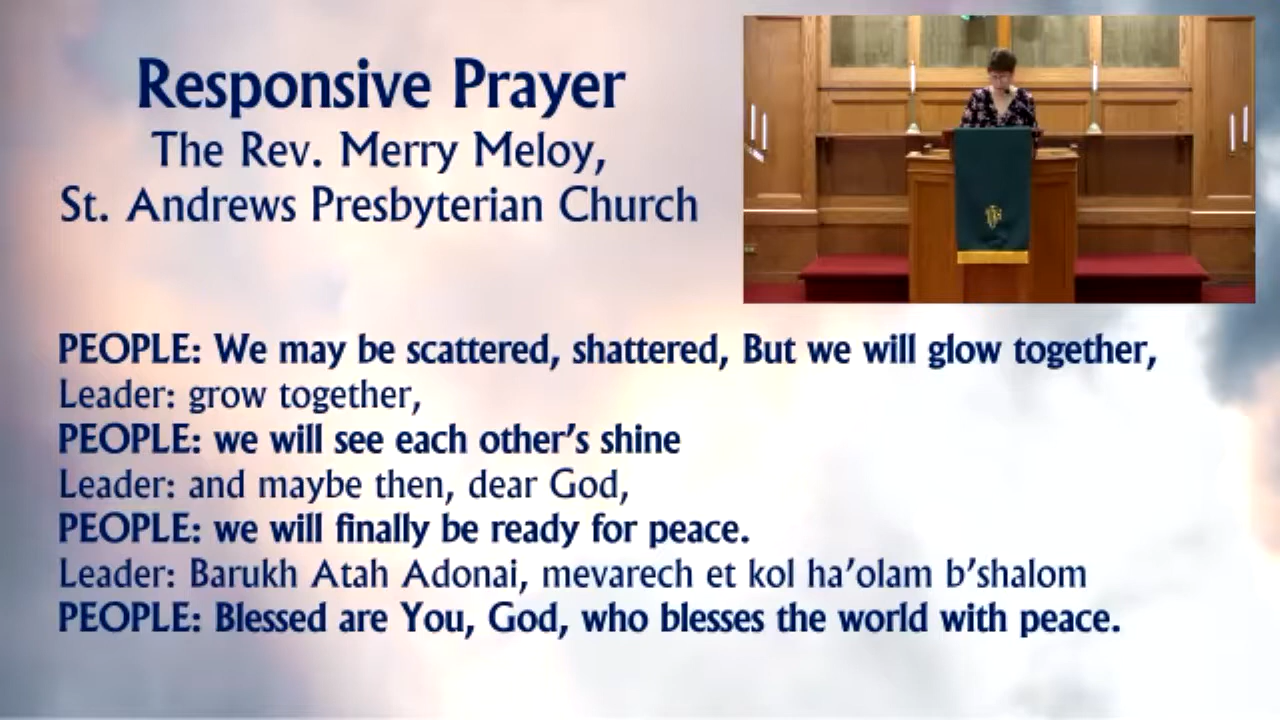 Responsive Prayer
The Rev. Merry Meloy,
St. Andrews Presbyterian Church
PEOPLE: We may be scattered, shattered, But we will glow together,
Leader: grow together,
PEOPLE: we will see each other’s shine
Leader: and maybe then, dear God,
PEOPLE: we will finally be ready for peace.
Leader: Barukh Atah Adonai, mevarech et kol ha’olam b’shalom
PEOPLE: Blessed are You, God, who blesses the world with peace.